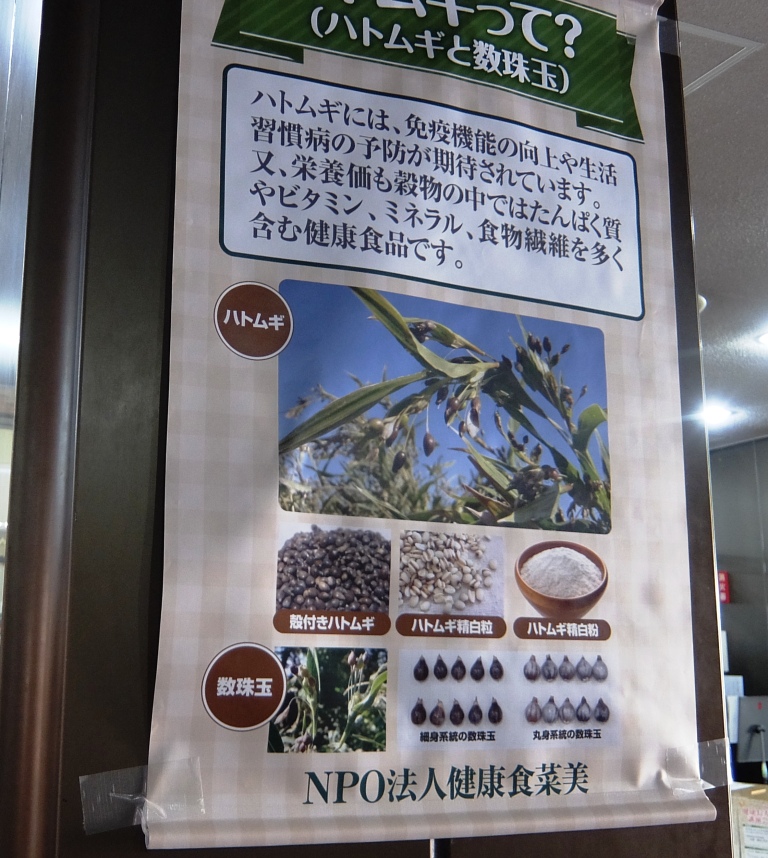 ムギって?
(ハトムギと数珠玉)
ハトムギには、免疫機能の向上や生活
習慣病の予防が期待されています。
又、栄養価も穀物の中ではたんぱく質
やビタミン、ミネラル、食物繊維を多く
含む健康食品です。
ハトムギ
殻付きハトムギ
ハトムギ精白粒
ハトムギ精白粉
数珠玉
細身系統の数珠玉
丸身系統の数珠玉
NPO法人健康食菜美